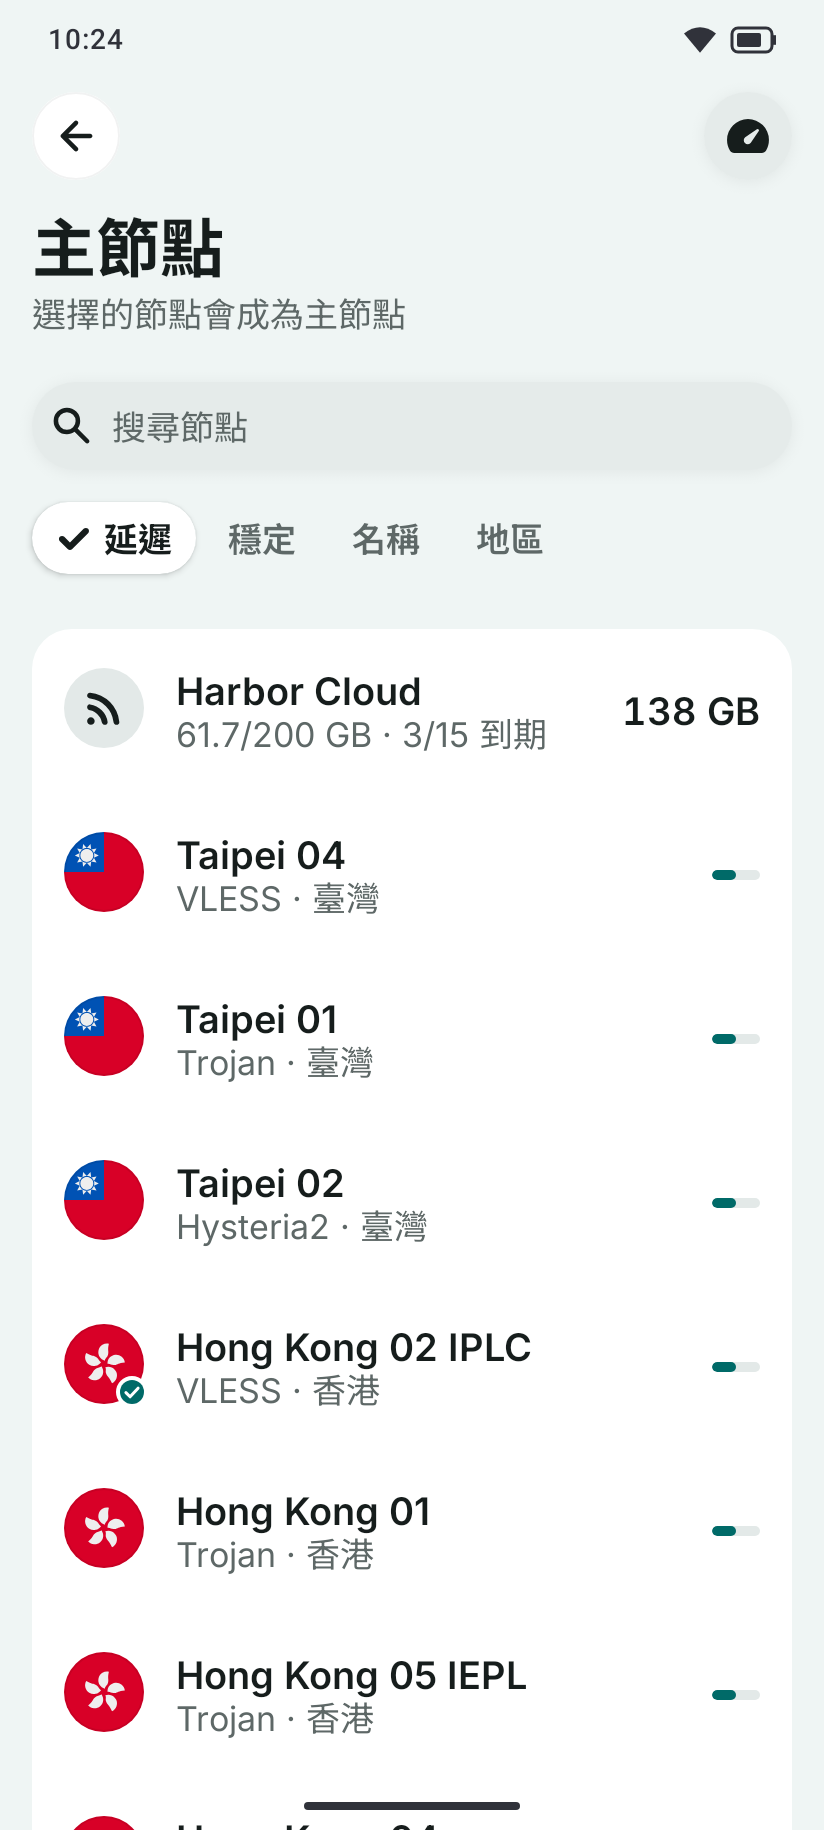 10:24
主節點
選擇的節點會成為主節點
搜尋節點
延遲
穩定
名稱
地區
Harbor Cloud
61.7/200 GB · 3/15 到期
138 GB
Taipei 04
VLESS · 臺灣
Taipei 01
Trojan · 臺灣
Taipei 02
Hysteria2 · 臺灣
Hong Kong 02 IPLC
VLESS · 香港
Hong Kong 01
Trojan · 香港
Hong Kong 05 IEPL
Trojan · 香港